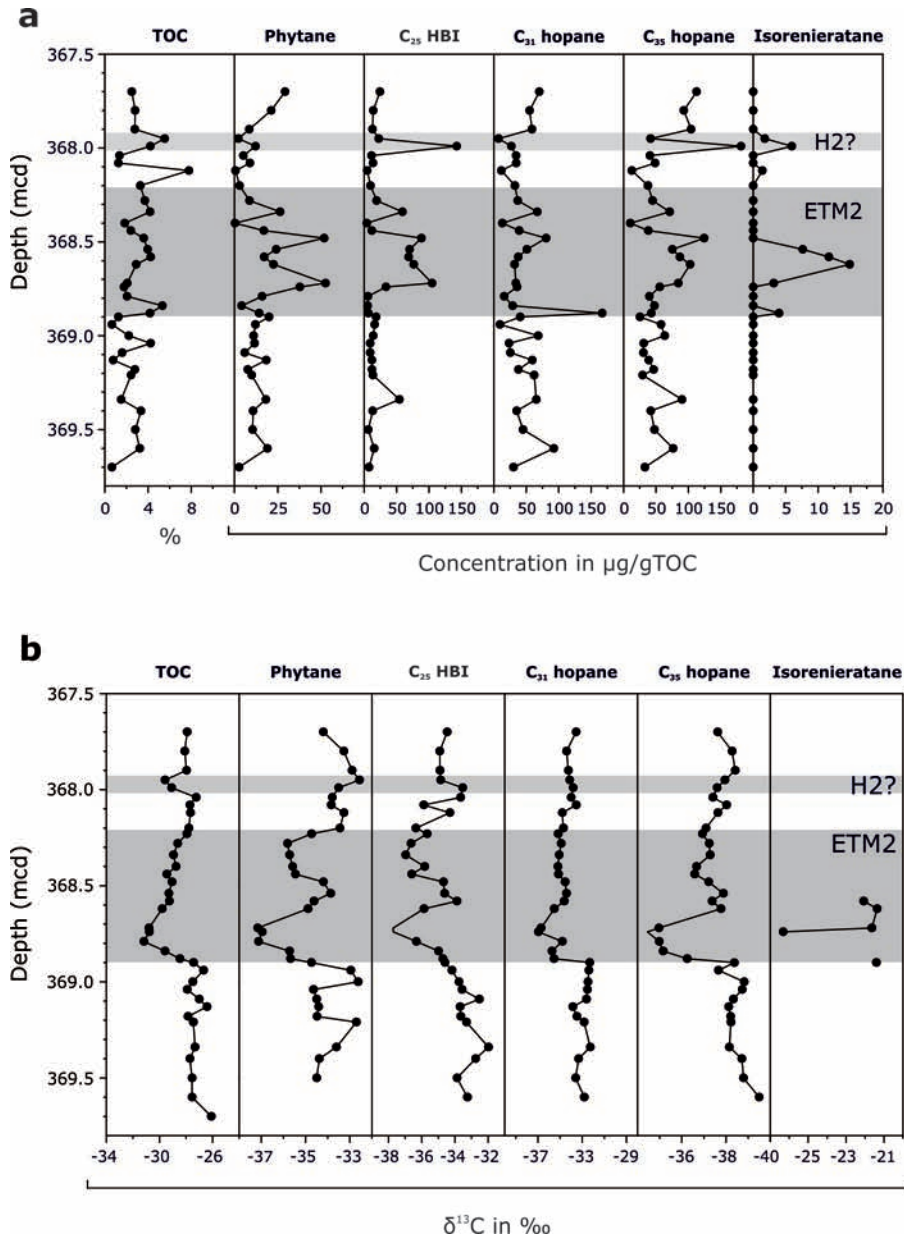 a
TOC Phytane C₂₅ HBI C₃₁ hopane C₃₅ hopane Isorenieratane
367.5
368.0
368.5
369.0
369.5
Depth (mcd)
H2?
ETM2
0 4 8 0 25 50 0 50 100 150 0 50 100 150 0 50 100 150 0 5 10 15 20
%
Concentration in µg/gTOC
b
TOC Phytane C₂₅ HBI C₃₁ hopane C₃₅ hopane Isorenieratane
367.5
368.0
368.5
369.0
369.5
Depth (mcd)
H2?
ETM2
-34 -30 -26 -37 -33 -38 -36 -34 -32 -37 -33 -29 -36 -40 -22 -21
δ¹³C in ‰